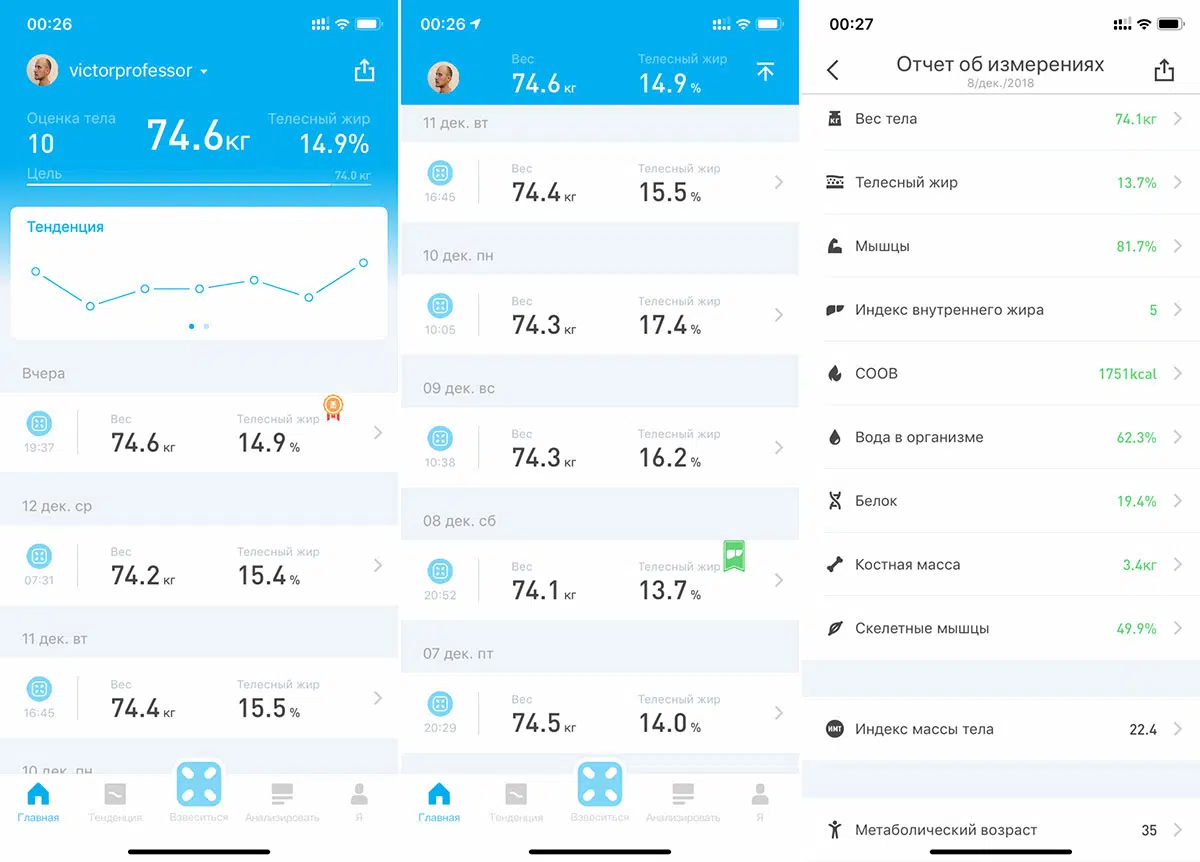 00:26
victorprofessor
Оценка тела
10
74.6кг
Телесный жир
14.9%
Цель
74.0 кг
Тенденция
Вчера
19:37
Вес
74.6 кг
Телесный жир
14.9 %
12 дек. ср
07:31
Вес
74.2 кг
Телесный жир
15.4 %
11 дек. вт
16:45
Вес
74.4 кг
Телесный жир
15.5 %
10 дек. пн
Главная
Тенденция
Взвеситься
Анализировать
Я
00:26
Вес
74.6 кг
Телесный жир
14.9 %
11 дек. вт
16:45
Вес
74.4 кг
Телесный жир
15.5 %
10 дек. пн
10:05
Вес
74.3 кг
Телесный жир
17.4 %
09 дек. вс
10:38
Вес
74.3 кг
Телесный жир
16.2 %
08 дек. сб
20:52
Вес
74.1 кг
Телесный жир
13.7 %
07 дек. пт
20:29
Вес
74.5 кг
Телесный жир
14.0 %
Главная
Тенденция
Взвеситься
Анализировать
Я
00:27
Отчет об измерениях
8/дек./2018
кг Вес тела 74.1кг
Телесный жир 13.7%
Мышцы 81.7%
Индекс внутреннего жира 5
СООВ 1751kcal
Вода в организме 62.3%
Белок 19.4%
Костная масса 3.4кг
Скелетные мышцы 49.9%
ИМТ Индекс массы тела 22.4
Метаболический возраст 35